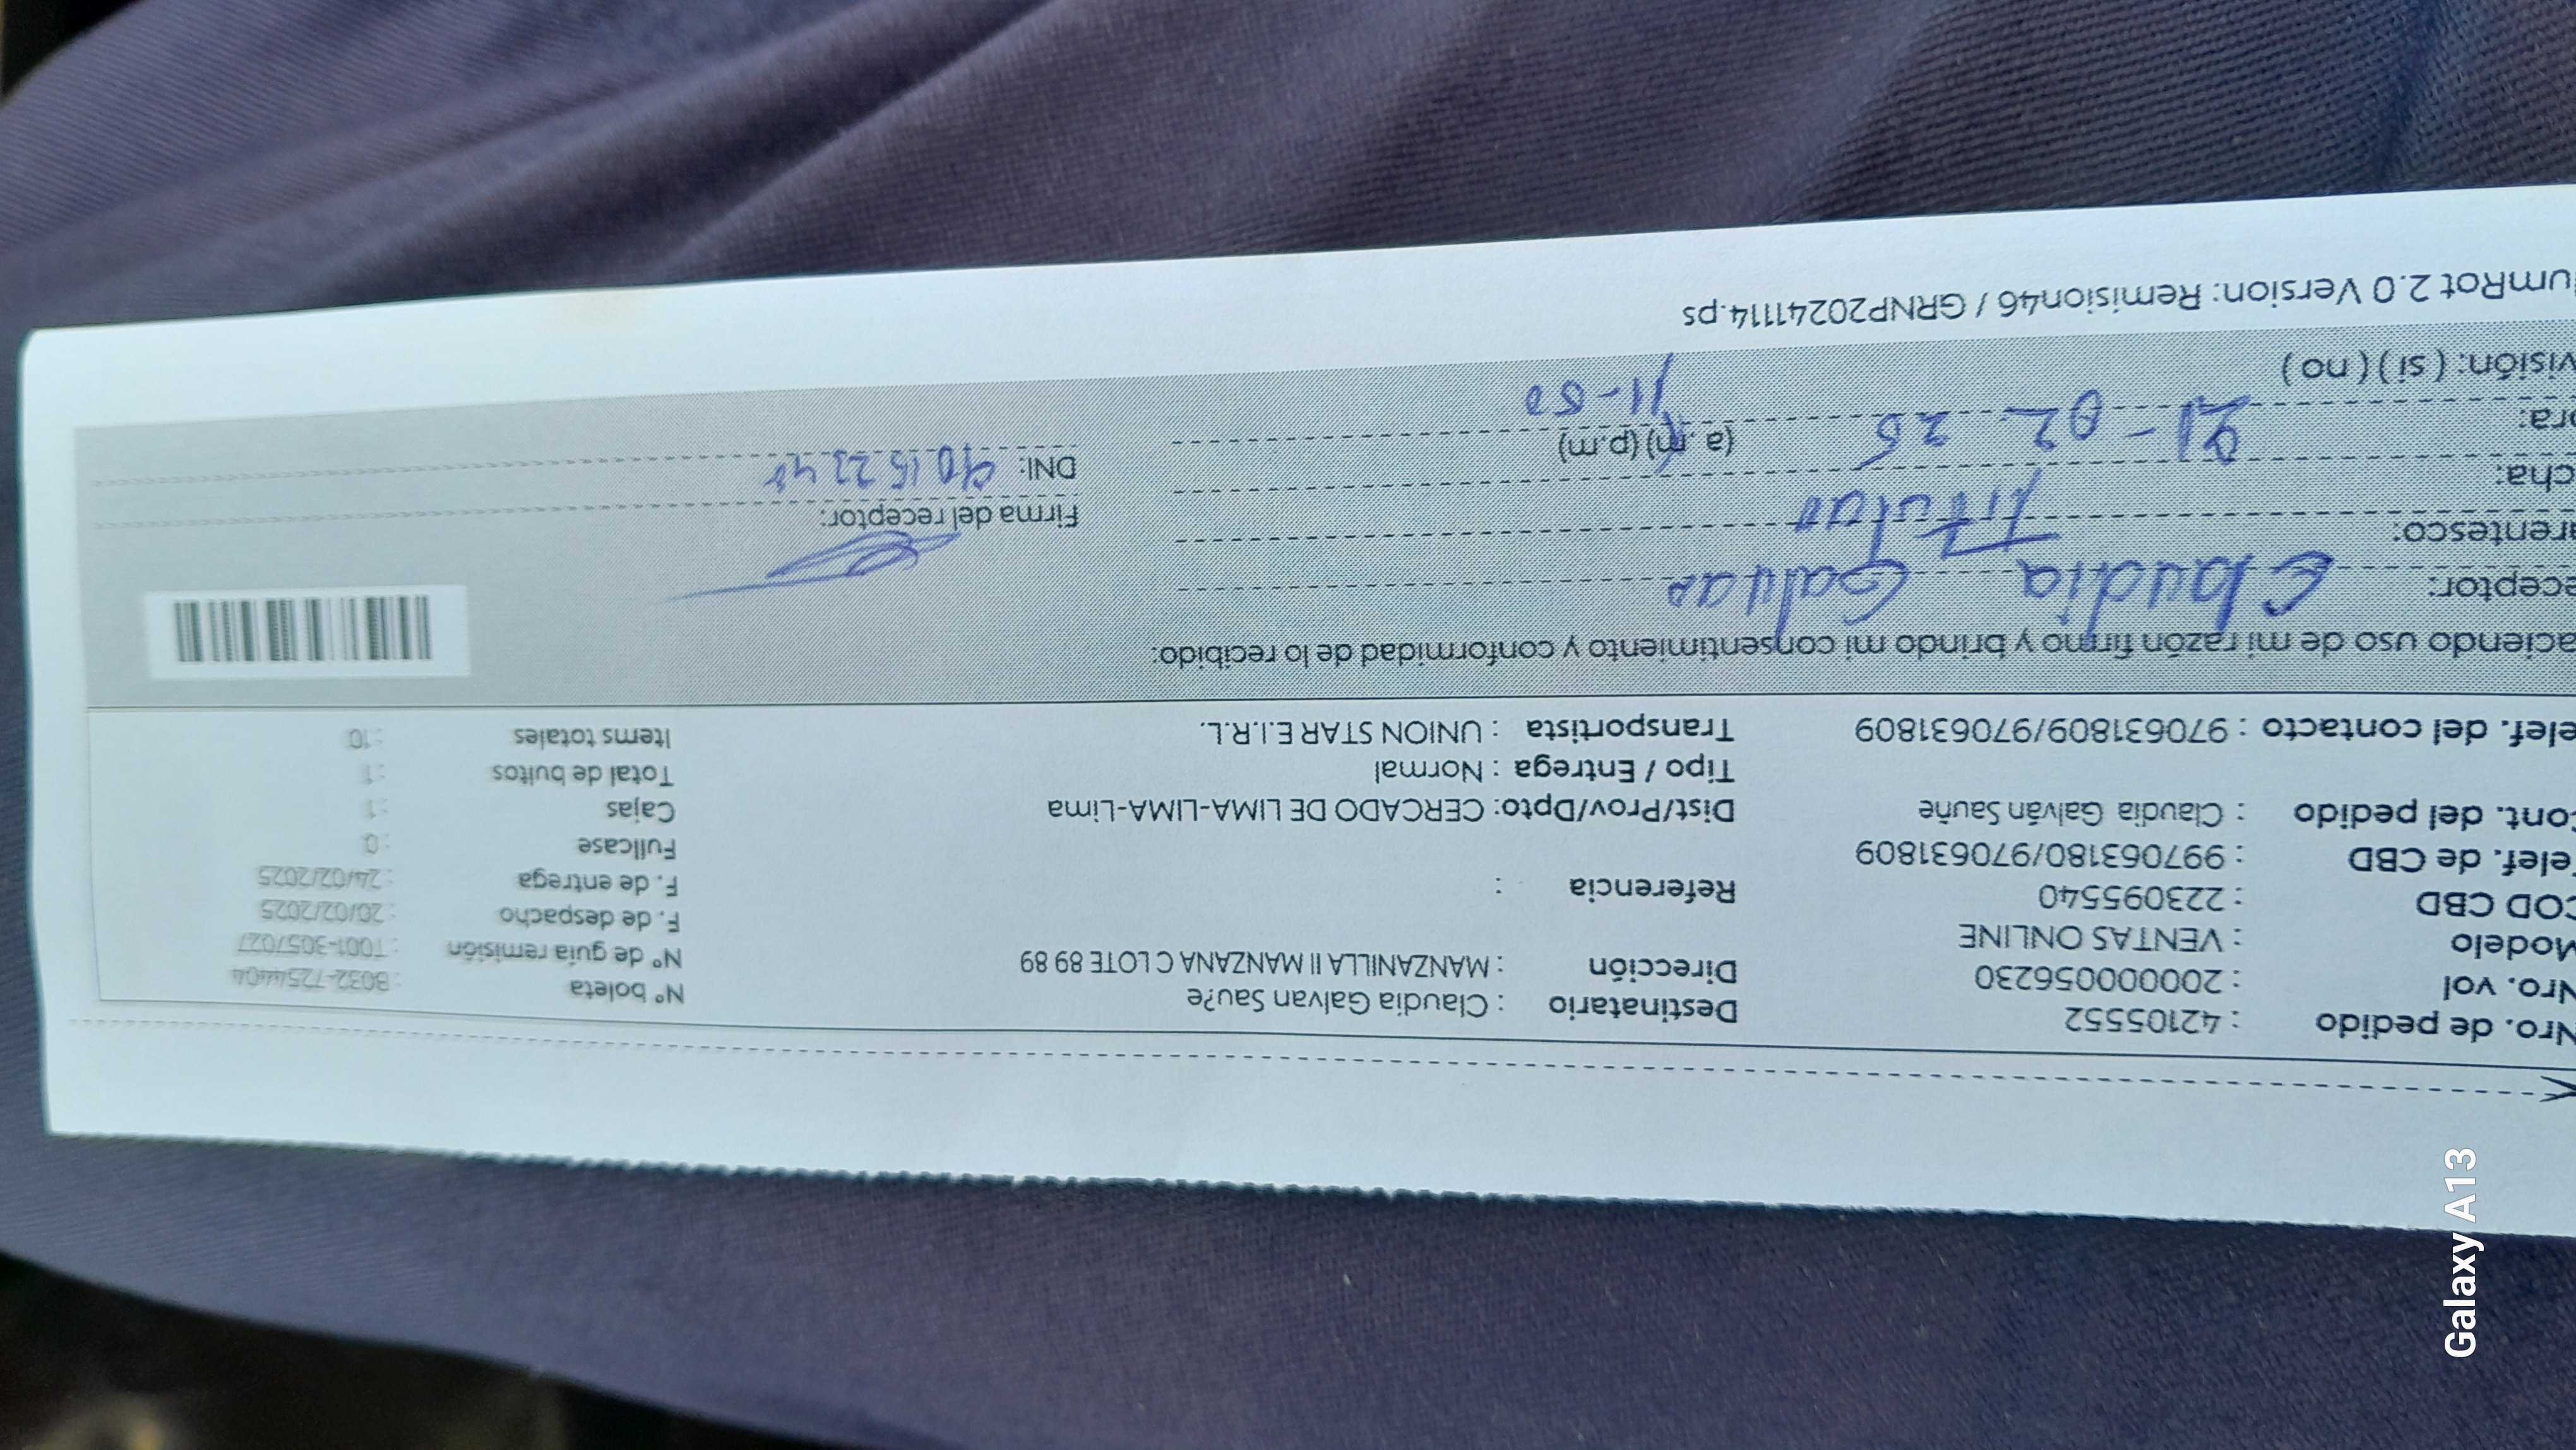 Nro. de pedido : 42105552 Destinatario : Claudia Galvan Sau?e Nº boleta : B032-7254404
Nro. vol : 20000056230 Dirección : MANZANILLA II MANZANA C LOTE 89 89 Nº de guía remisión : T001-3057027
Modelo : VENTAS ONLINE F. de despacho : 20/02/2025
COD CBD : 223095540 Referencia : F. de entrega : 24/02/2025
Telef. de CBD : 997063180/970631809 Fullcase : 0
Cont. del pedido : Claudia Galván Sauñe Dist/Prov/Dpto: CERCADO DE LIMA-LIMA-Lima Cajas : 1
Tipo / Entrega : Normal Total de bultos : 1
elef. del contacto : 970631809/970631809 Transportista : UNION STAR E.I.R.L. Items totales : 10
aciendo uso de mi razón firmo y brindo mi consentimiento y conformidad de lo recibido:
eceptor: Claudia Galvan
arentesco: Titular Firma del receptor:
cha: 21-02 25 DNI:
ora: (a.m) (p.m) 11-50
visión: ( si ) ( no )
umRot 2.0 Version: Remision46 / GRNP20241114.ps
Galaxy A13